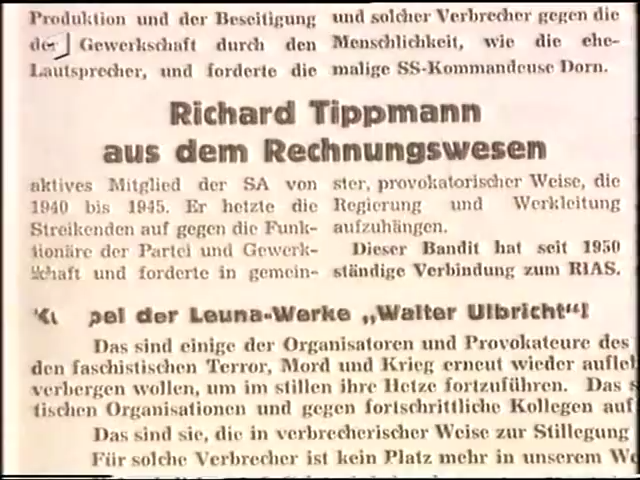 Produktion und der Beseitigung
der Gewerkschaft durch den
Lautsprecher, und forderte die
und solcher Verbrecher gegen die
Menschlichkeit, wie die ehe-
malige SS-Kommandeuse Dorn.
Richard Tippmann
aus dem Rechnungswesen
aktives Mitglied der SA von
1940 bis 1945. Er hetzte die
Streikenden auf gegen die Funk-
tionäre der Partei und Gewerk-
schaft und forderte in gemein-
ster, provokatorischer Weise, die
Regierung und Werkleitung
aufzuhängen.
Dieser Bandit hat seit 1950
ständige Verbindung zum RIAS.
der Leuna-Werke „Walter Ulbricht“!
Das sind einige der Organisatoren und Provokateure des
den faschistischen Terror, Mord und Krieg erneut wieder
verbergen wollen, um im stillen ihre Hetze fortzuführen. Das
tischen Organisationen und gegen fortschrittliche Kollegen auf
Das sind sie, die in verbrecherischer Weise zur Stillegung
Für solche Verbrecher ist kein Platz mehr in unserem